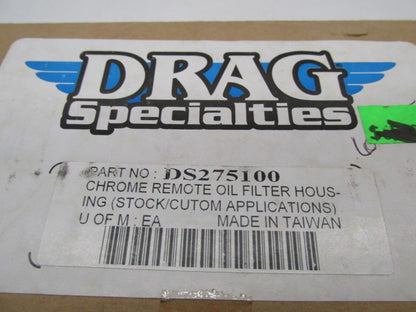 DRAG
Specialties
PART NO : DS275100
CHROME REMOTE OIL FILTER HOUS-
ING (STOCK/CUTOM APPLICATIONS)
U OF M : EA MADE IN TAIWAN